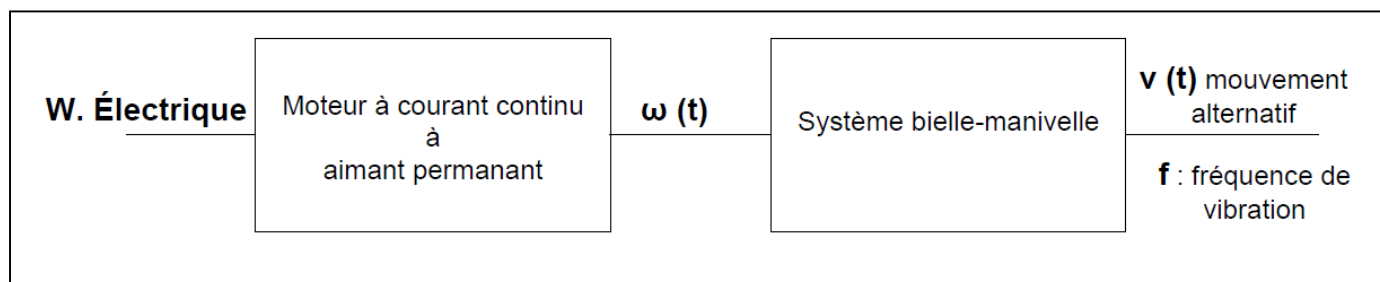 W. Électrique
Moteur à courant continu
à
aimant permanant
ω (t)
Système bielle-manivelle
v (t) mouvement
alternatif
f : fréquence de
vibration